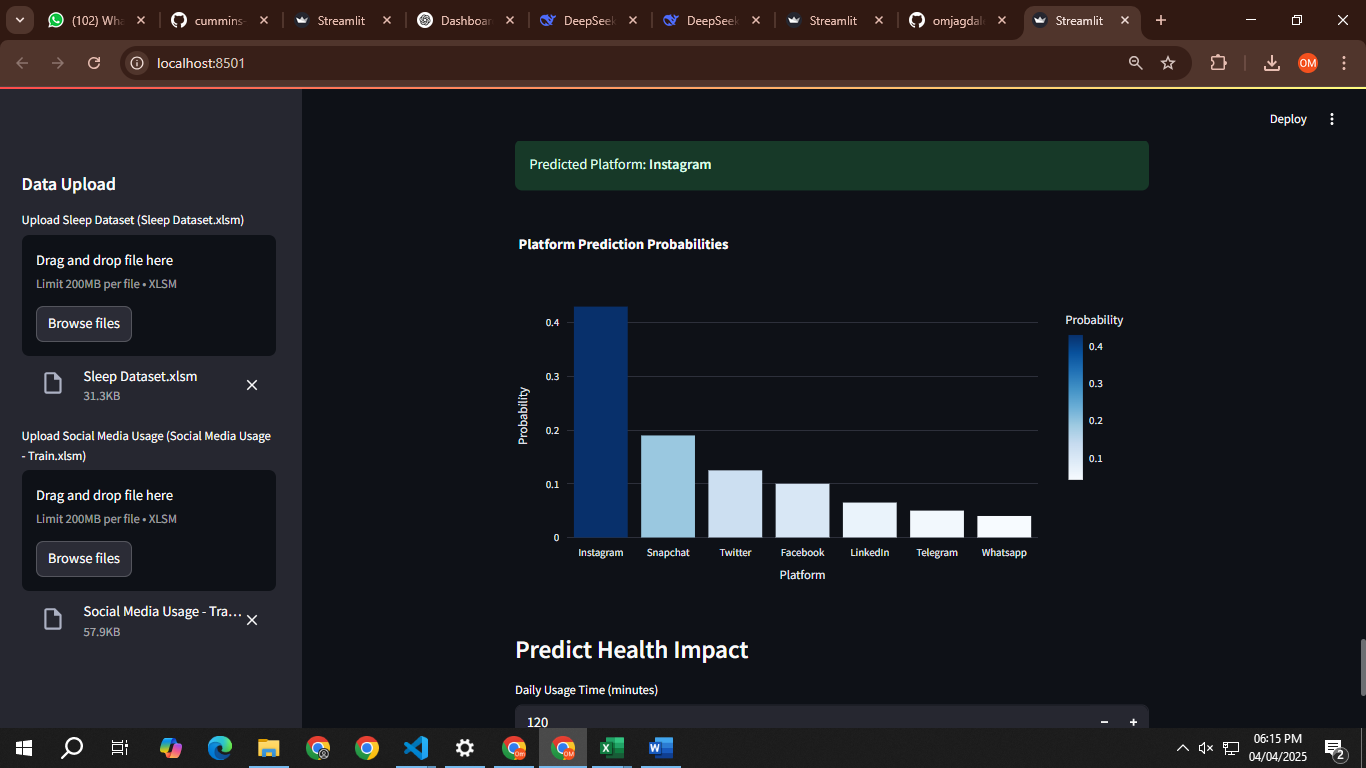 (102) Wha
cummins-
Streamlit
Dashboar
DeepSeek
DeepSeek
Streamlit
omjagdale
Streamlit
localhost:8501
OM
Deploy
Data Upload
Upload Sleep Dataset (Sleep Dataset.xlsm)
Drag and drop file here
Limit 200MB per file • XLSM
Browse files
Sleep Dataset.xlsm
31.3KB
Upload Social Media Usage (Social Media Usage
- Train.xlsm)
Drag and drop file here
Limit 200MB per file • XLSM
Browse files
Social Media Usage - Tra...
57.9KB
Predicted Platform: Instagram
Platform Prediction Probabilities
Probability
0.4
0.3
0.2
0.1
0
Instagram
Snapchat
Twitter
Facebook
LinkedIn
Telegram
Whatsapp
Platform
Probability
0.4
0.3
0.2
0.1
Predict Health Impact
Daily Usage Time (minutes)
120
06:15 PM
04/04/2025
2